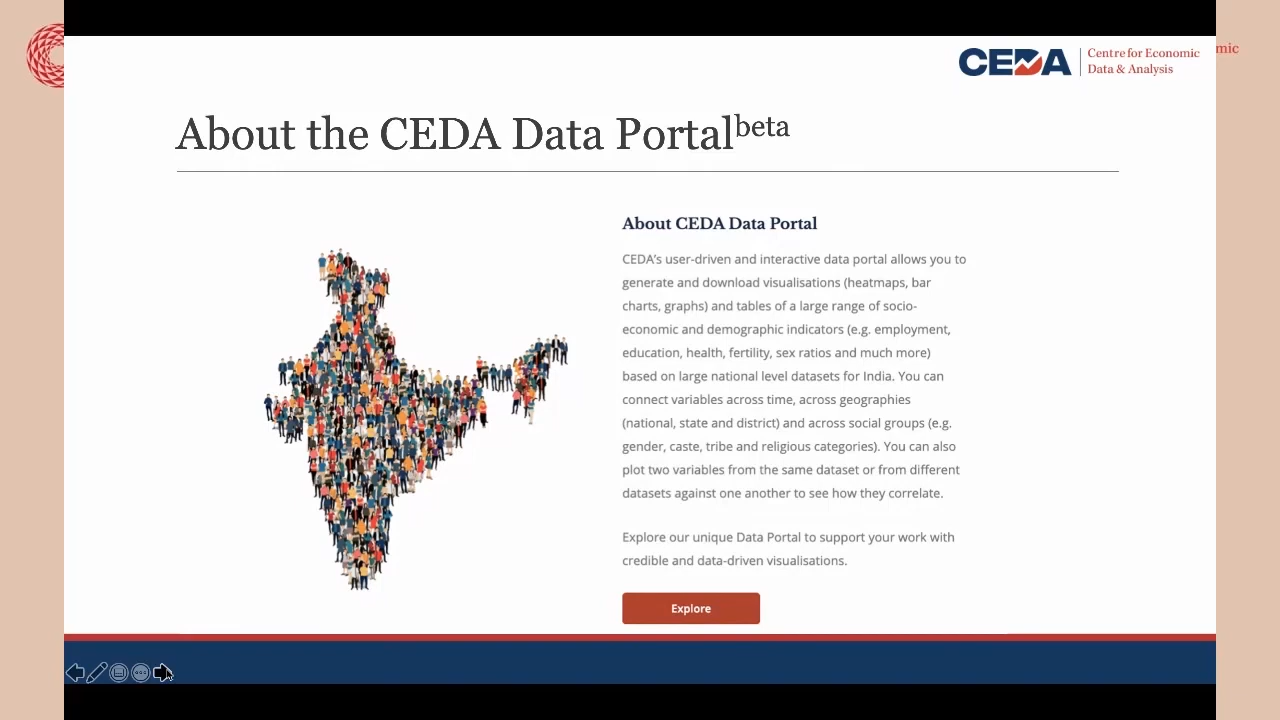 CEDA
Centre for Economic
Data & Analysis
mic
About the CEDA Data Portalbeta
About CEDA Data Portal
CEDA’s user-driven and interactive data portal allows you to
generate and download visualisations (heatmaps, bar
charts, graphs) and tables of a large range of socio-
economic and demographic indicators (e.g. employment,
education, health, fertility, sex ratios and much more)
based on large national level datasets for India. You can
connect variables across time, across geographies
(national, state and district) and across social groups (e.g.
gender, caste, tribe and religious categories). You can also
plot two variables from the same dataset or from different
datasets against one another to see how they correlate.
Explore our unique Data Portal to support your work with
credible and data-driven visualisations.
Explore